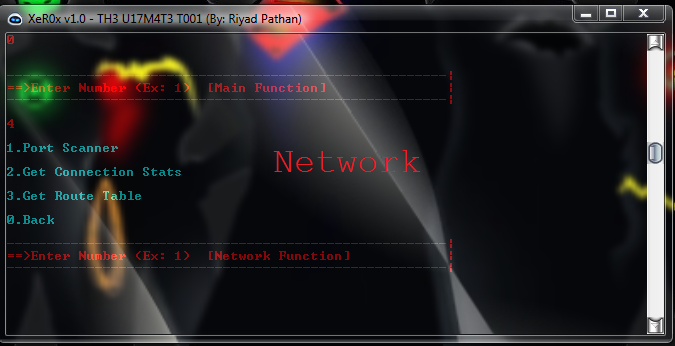 XeR0x v1.0 - TH3 U17M4T3 T001 (By: Riyad Pathan)
0
==>Enter Number (Ex: 1)  [Main Function]
4
1.Port Scanner
2.Get Connection Stats
3.Get Route Table
0.Back
Network
==>Enter Number (Ex: 1)  [Network Function]